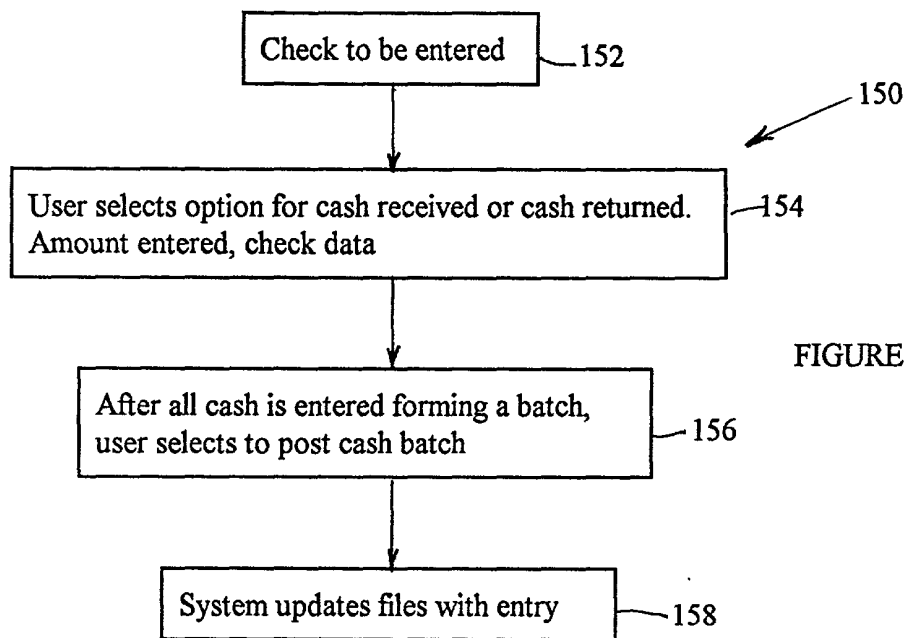 Check to be entered
152
150
User selects option for cash received or cash returned.
Amount entered, check data
154
FIGURE
After all cash is entered forming a batch,
user selects to post cash batch
156
System updates files with entry
158